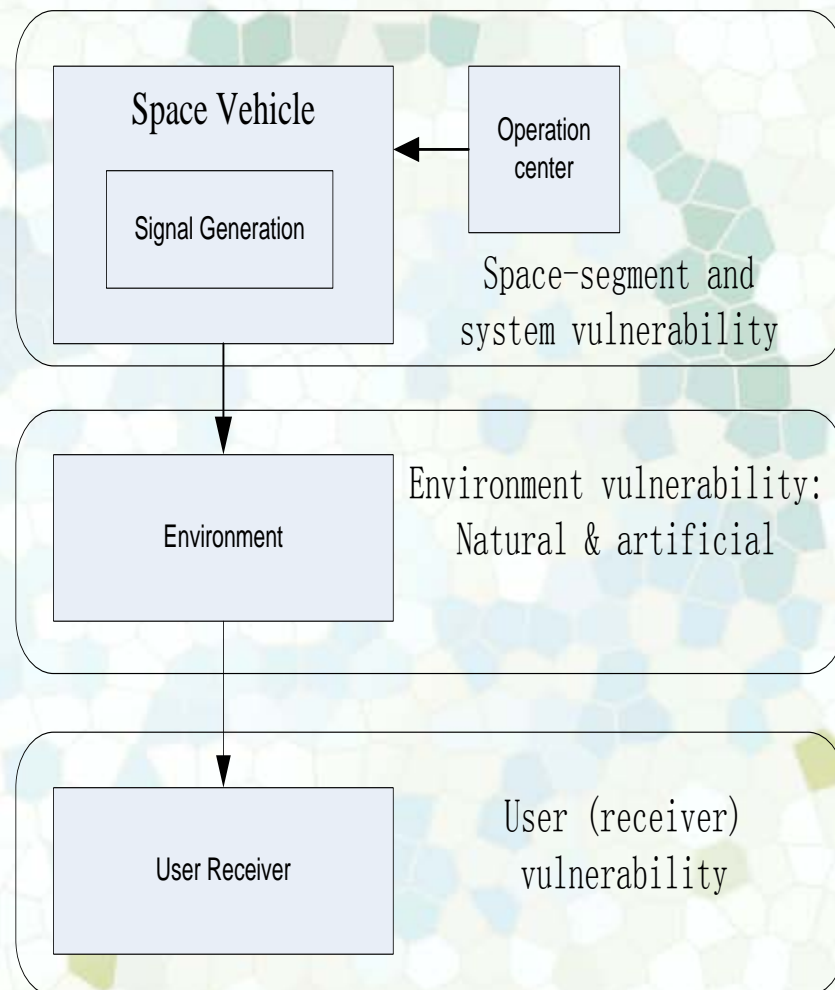 Space Vehicle
Signal Generation
Operation
center
Space-segment and
system vulnerability
Environment
Environment vulnerability:
Natural & artificial
User Receiver
User (receiver)
vulnerability